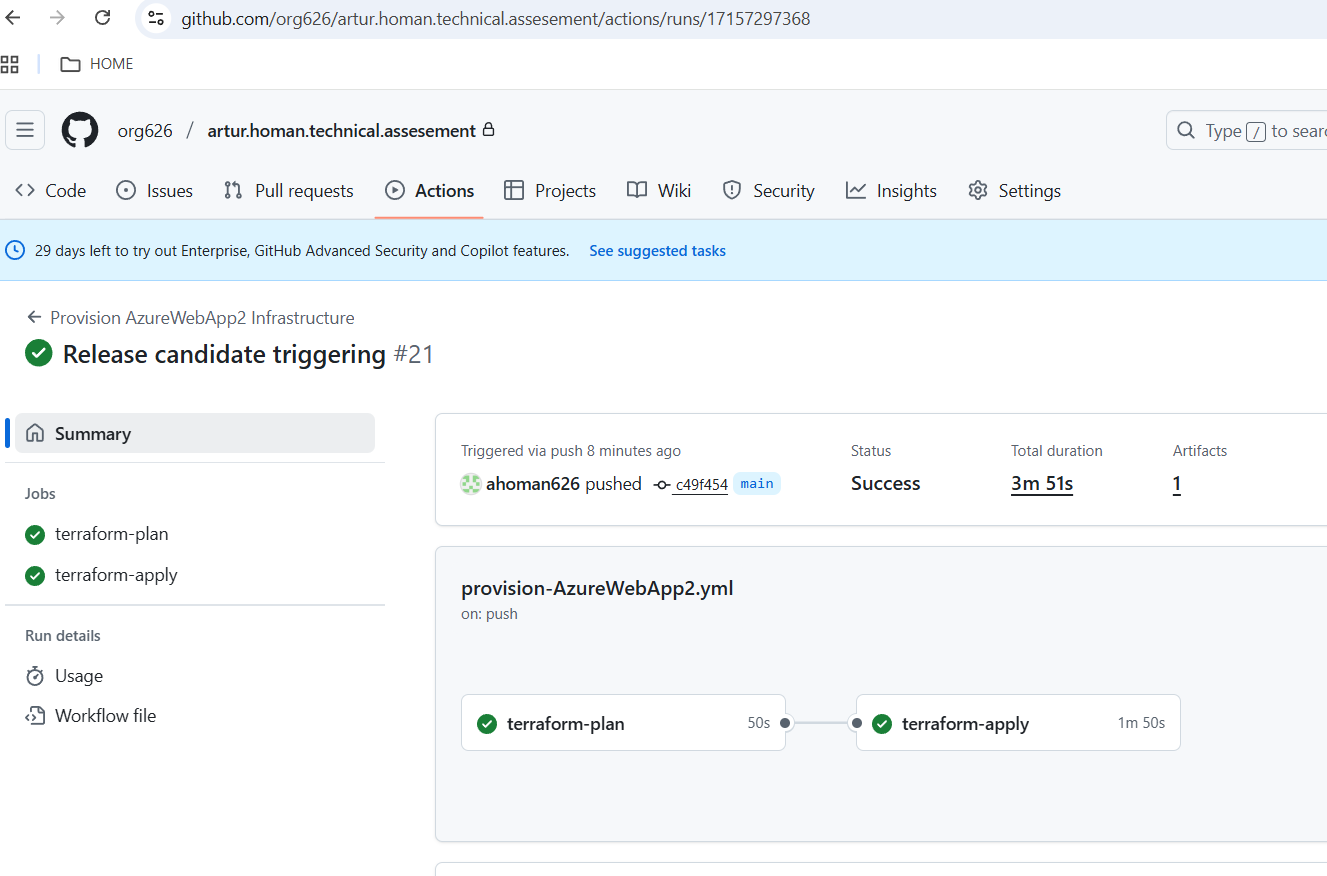 github.com/org626/artur.homan.technical.assesement/actions/runs/17157297368
HOME
org626 / artur.homan.technical.assesement
Type / to sear
Code Issues Pull requests Actions Projects Wiki Security Insights Settings
29 days left to try out Enterprise, GitHub Advanced Security and Copilot features. See suggested tasks
Provision AzureWebApp2 Infrastructure
Release candidate triggering #21
Summary
Jobs
terraform-plan
terraform-apply
Run details
Usage
Workflow file
Triggered via push 8 minutes ago
ahoman626 pushed c49f454 main
Status
Success
Total duration
3m 51s
Artifacts
1
provision-AzureWebApp2.yml
on: push
terraform-plan 50s
terraform-apply 1m 50s